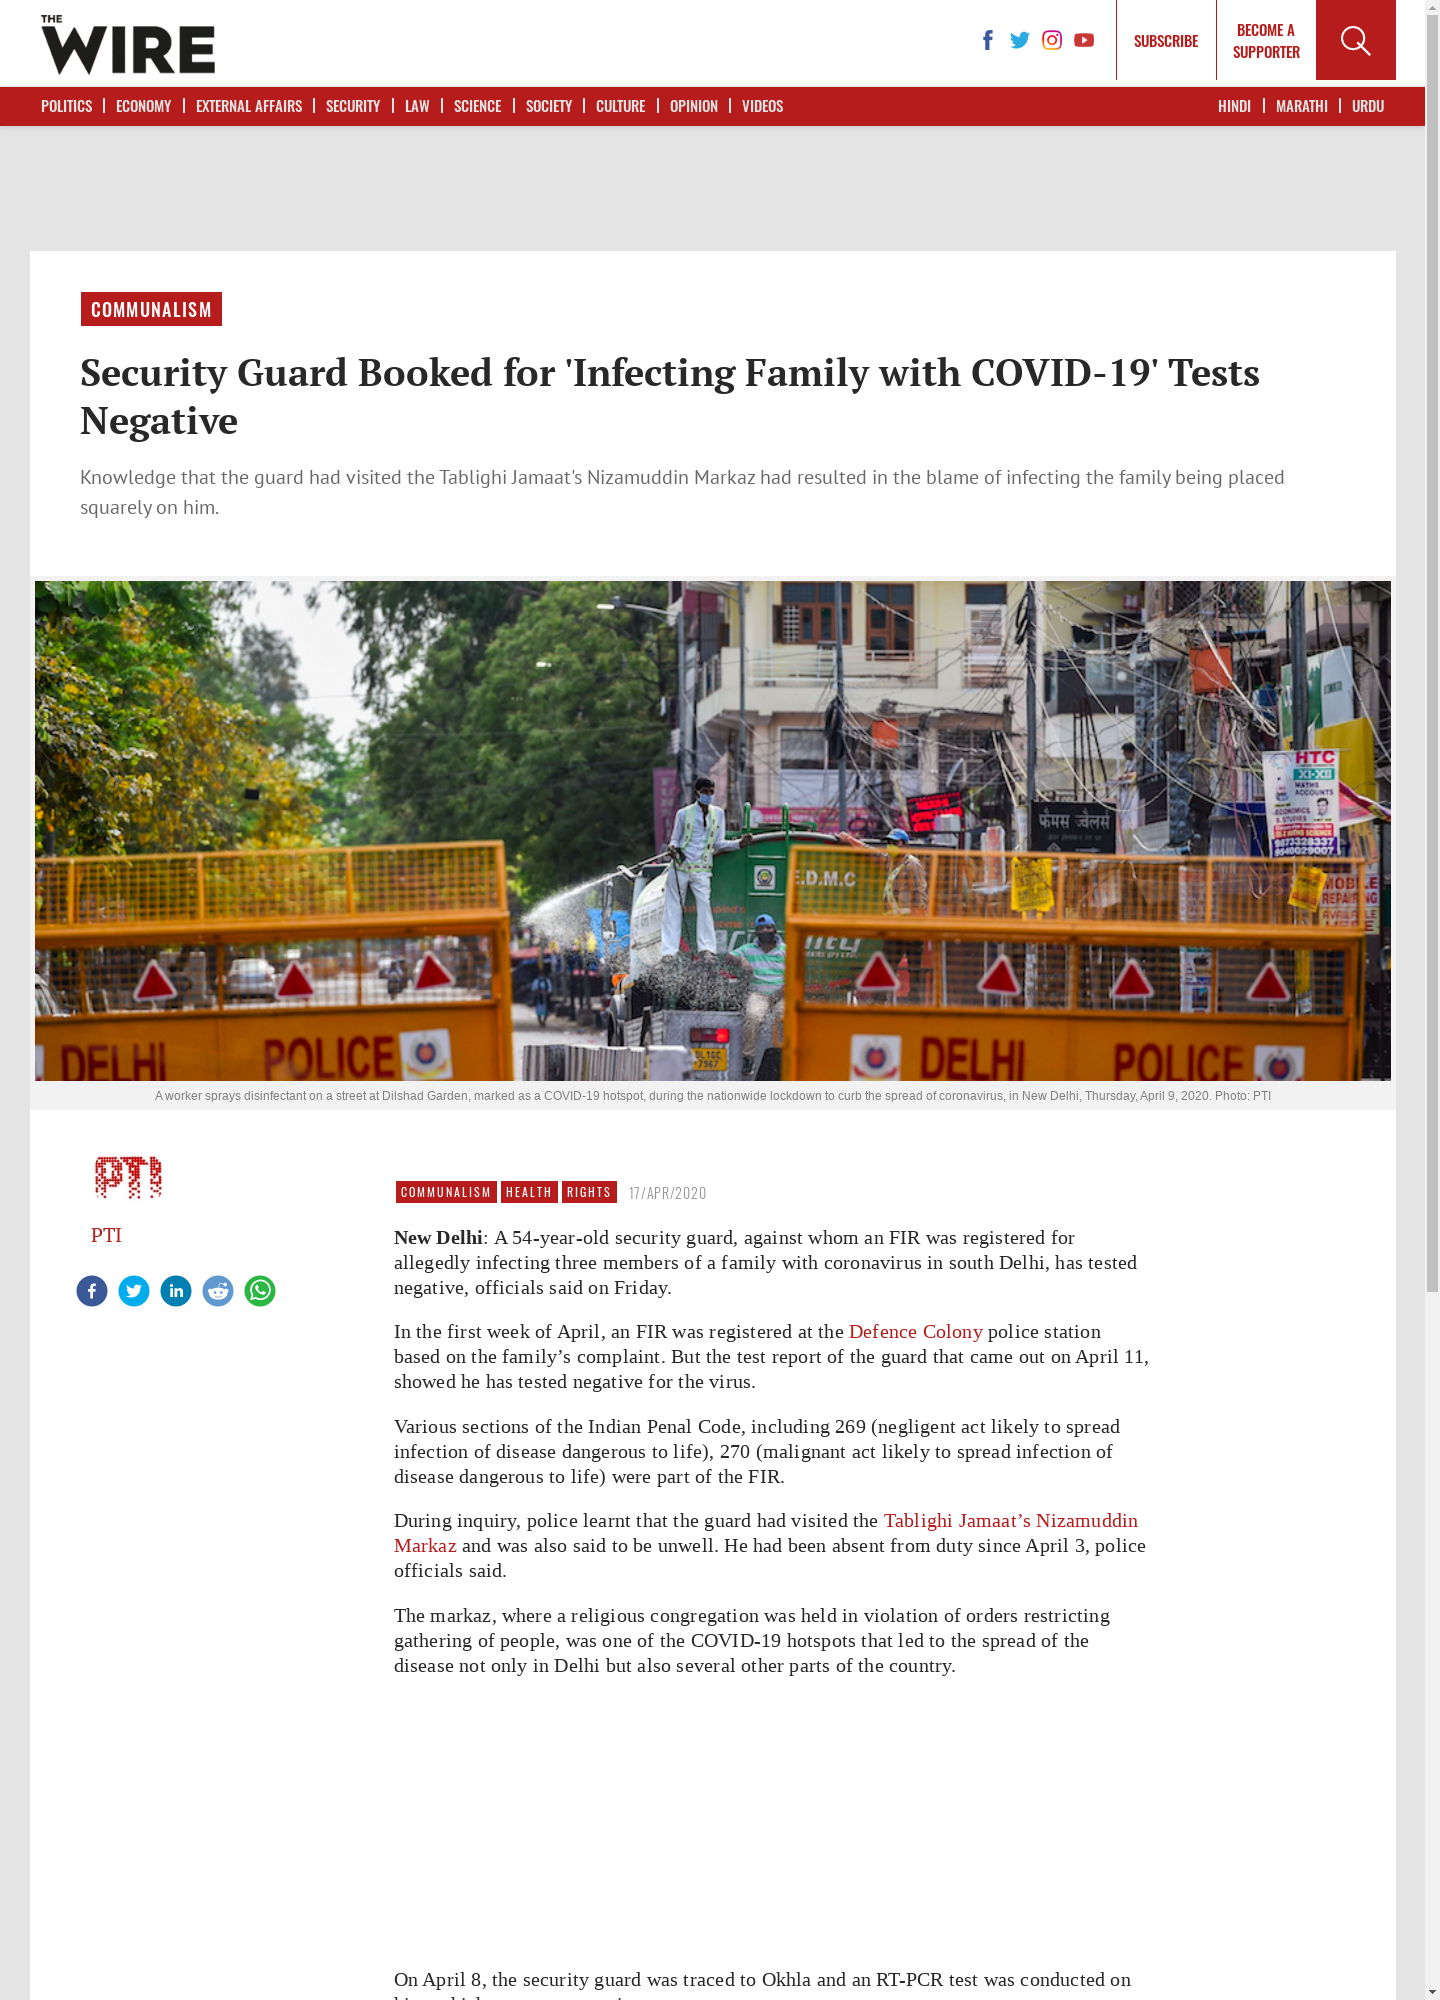 THE
WIRE
SUBSCRIBE
BECOME A
SUPPORTER
POLITICS
ECONOMY
EXTERNAL AFFAIRS
SECURITY
LAW
SCIENCE
SOCIETY
CULTURE
OPINION
VIDEOS
HINDI
MARATHI
URDU
COMMUNALISM
Security Guard Booked for 'Infecting Family with COVID-19' Tests
Negative
Knowledge that the guard had visited the Tablighi Jamaat's Nizamuddin Markaz had resulted in the blame of infecting the family being placed
squarely on him.
HTC
XI-XII
MATHS
ACCOUNTS
ECONOMICS
फेमस ज्वैलर्स
9873328337
9540029007
E.D.M.C
MOBILE
REPAIRING
AVAILABLE
DELHI
POLICE
DELHI
POLICE
DL1GC
7967
A worker sprays disinfectant on a street at Dilshad Garden, marked as a COVID-19 hotspot, during the nationwide lockdown to curb the spread of coronavirus, in New Delhi, Thursday, April 9, 2020. Photo: PTI
PTI
PTI
COMMUNALISM
HEALTH
RIGHTS
17/APR/2020
New Delhi: A 54-year-old security guard, against whom an FIR was registered for
allegedly infecting three members of a family with coronavirus in south Delhi, has tested
negative, officials said on Friday.
In the first week of April, an FIR was registered at the Defence Colony police station
based on the family’s complaint. But the test report of the guard that came out on April 11,
showed he has tested negative for the virus.
Various sections of the Indian Penal Code, including 269 (negligent act likely to spread
infection of disease dangerous to life), 270 (malignant act likely to spread infection of
disease dangerous to life) were part of the FIR.
During inquiry, police learnt that the guard had visited the Tablighi Jamaat’s Nizamuddin
Markaz and was also said to be unwell. He had been absent from duty since April 3, police
officials said.
The markaz, where a religious congregation was held in violation of orders restricting
gathering of people, was one of the COVID-19 hotspots that led to the spread of the
disease not only in Delhi but also several other parts of the country.
On April 8, the security guard was traced to Okhla and an RT-PCR test was conducted on